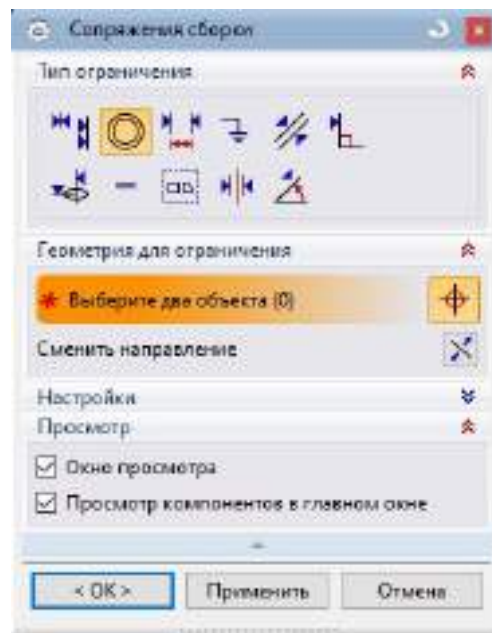 Сопряжения сборки
Тип ограничения
Геометрия для ограничения
* Выберите два объекта (0)
Сменить направление
Настройки
Просмотр
Окно просмотра
Просмотр компонентов в главном окне
< OK > Применить Отмена